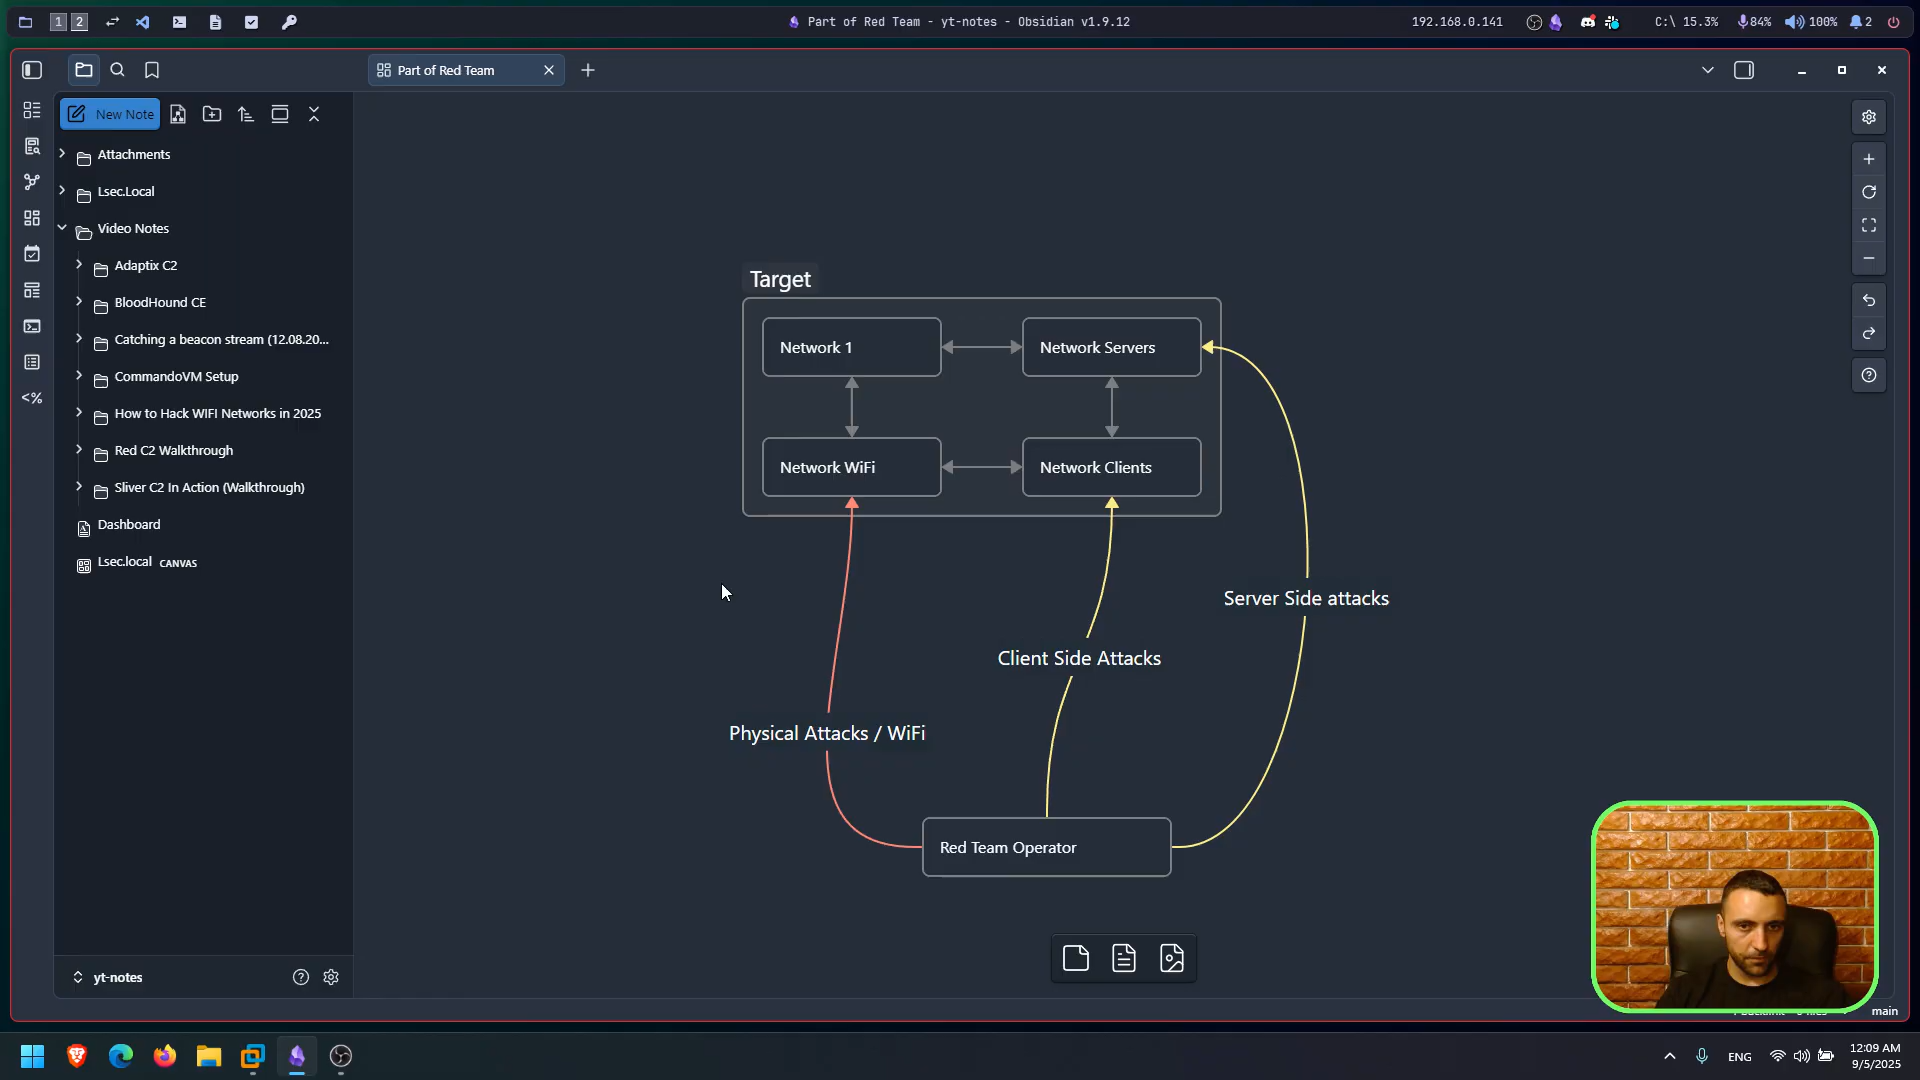 1 2
Part of Red Team - yt-notes - Obsidian v1.9.12
192.168.0.141
C:\ 15.3%
84%
100%
2
Part of Red Team
New Note
Attachments
Lsec.Local
Video Notes
Adaptix C2
BloodHound CE
Catching a beacon stream (12.08.20...
CommandoVM Setup
How to Hack WIFI Networks in 2025
Red C2 Walkthrough
Sliver C2 In Action (Walkthrough)
Dashboard
Lsec.local CANVAS
<%
yt-notes
Target
Network 1
Network Servers
Network WiFi
Network Clients
Server Side attacks
Client Side Attacks
Physical Attacks / WiFi
Red Team Operator
main
ENG
12:09 AM
9/5/2025